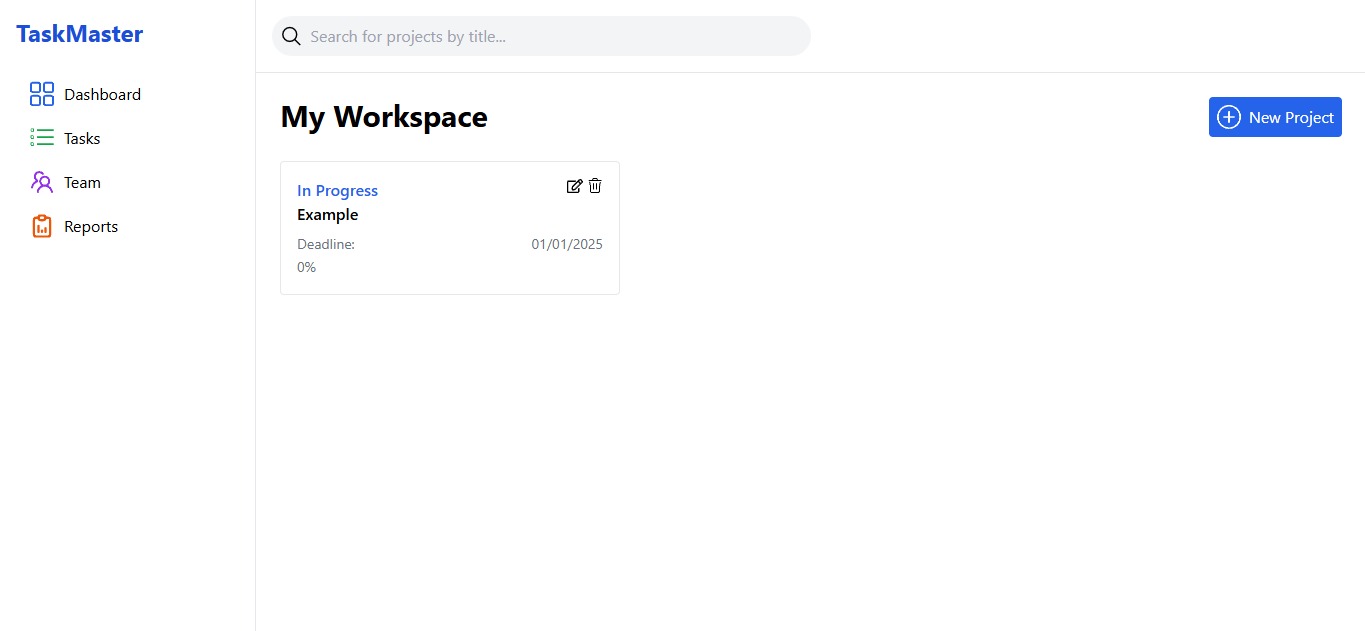 TaskMaster
Search for projects by title...
Dashboard
Tasks
Team
Reports
My Workspace
New Project
In Progress
Example
Deadline: 01/01/2025
0%